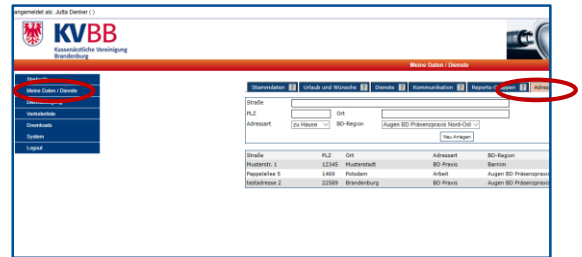 angemeldet als: Jutta Denker ( )
KVBB
Kassenärztliche Vereinigung
Brandenburg
Meine Daten / Dienste
Startseite
Meine Daten / Dienste
Vertreterliste
Downloads
System
Logout
Stammdaten ? Urlaub und Wünsche ? Dienste ? Kommunikation ? Reports-Gruppen ? Adres
Straße
PLZ Ort
Adressart zu Hause BD-Region Augen BD Präsenzpraxis Nord-Ost
Neu Anlegen
Straße PLZ Ort Adressart BD-Region
Musterstr. 1 12345 Musterstadt BD Praxis Barnim
Pappelallee 5 1469 Potsdam Arbeit Augen BD Präsenzpraxis
testadresse 2 22589 Brandenburg BD Praxis Augen BD Präsenzpraxis